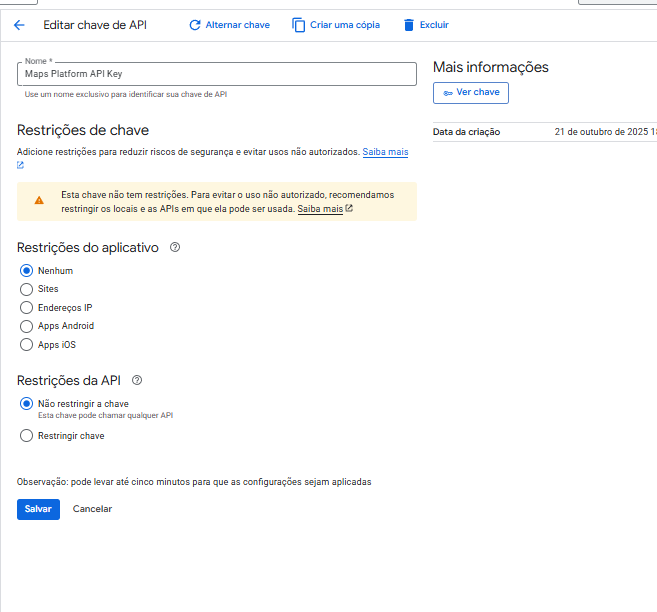 Editar chave de API
Alternar chave
Criar uma cópia
Excluir
Nome *
Maps Platform API Key
Use um nome exclusivo para identificar sua chave de API
Mais informações
Ver chave
Data da criação
21 de outubro de 2025
Restrições de chave
Adicione restrições para reduzir riscos de segurança e evitar usos não autorizados. Saiba mais
Esta chave não tem restrições. Para evitar o uso não autorizado, recomendamos
restringir os locais e as APIs em que ela pode ser usada. Saiba mais
Restrições do aplicativo
Nenhum
Sites
Endereços IP
Apps Android
Apps iOS
Restrições da API
Não restringir a chave
Esta chave pode chamar qualquer API
Restringir chave
Observação: pode levar até cinco minutos para que as configurações sejam aplicadas
Salvar
Cancelar